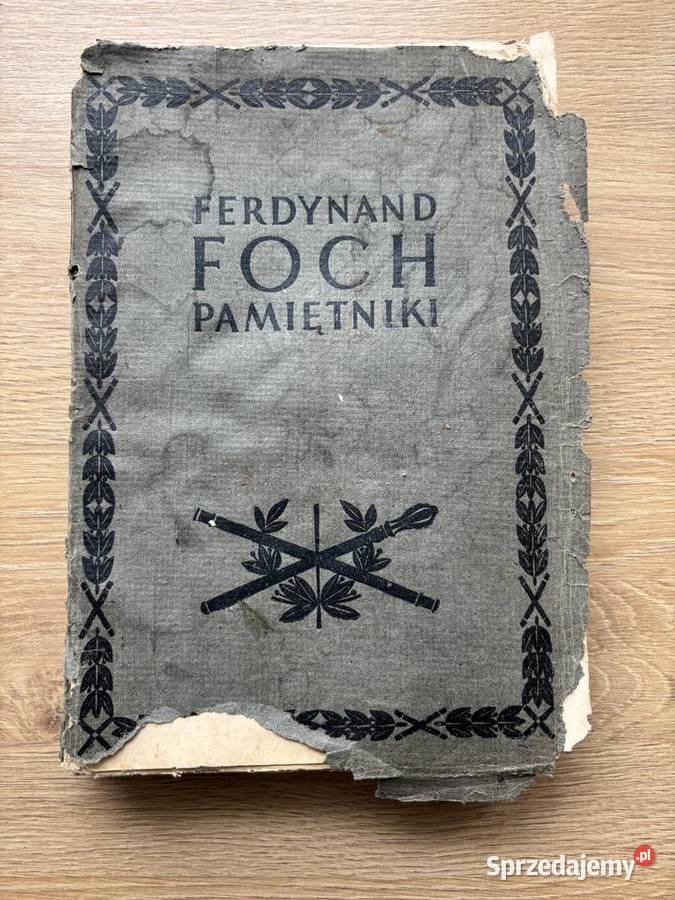 FERDYNAND
FOCH
PAMIĘTNIKI
Sprzedajemy.pl